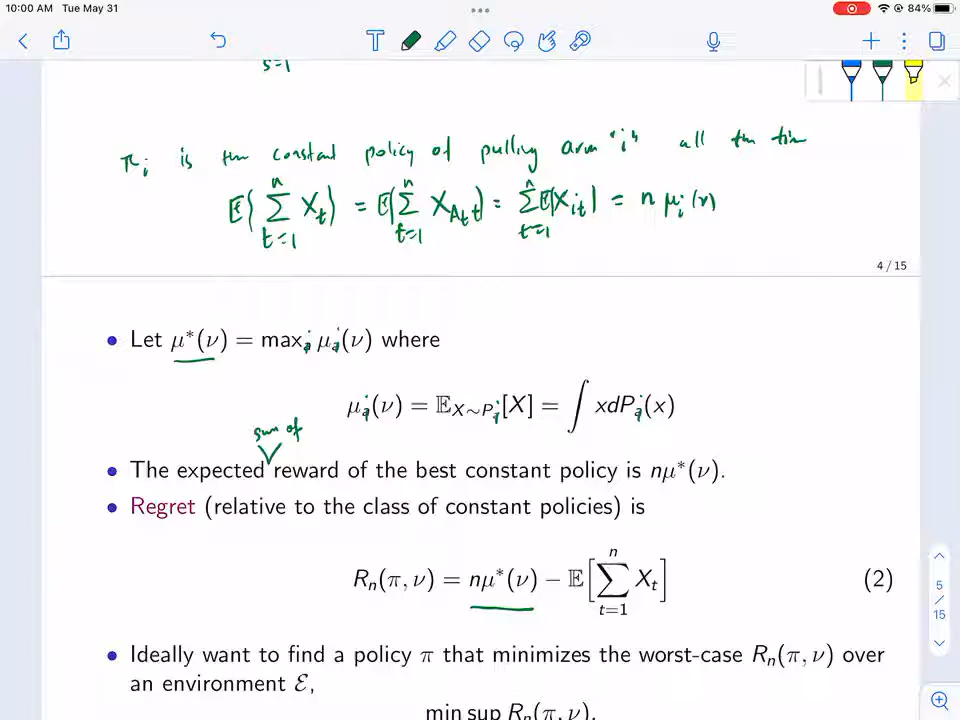 10:00 AM Tue May 31
84%
s=1
π_i is the constant policy of pulling arm "i" all the time
𝔼( ∑_{t=1}^{n} X_t ) = 𝔼( ∑_{t=1}^{n} X_{A_t t} ) = ∑_{t=1}^{n} 𝔼[X_{it}] = n μ_i(ν)
4 / 15
• Let μ*(ν) = max_i μ_i(ν) where
μ_i(ν) = 𝔼_{X∼P_i}[X] = ∫ xdP_i(x)
sum of
• The expected reward of the best constant policy is nμ*(ν).
• Regret (relative to the class of constant policies) is
R_n(π, ν) = nμ*(ν) − 𝔼[ ∑_{t=1}^{n} X_t ] (2)
5
/
15
• Ideally want to find a policy π that minimizes the worst-case R_n(π, ν) over
an environment ℰ,
min sup R_n(π, ν).